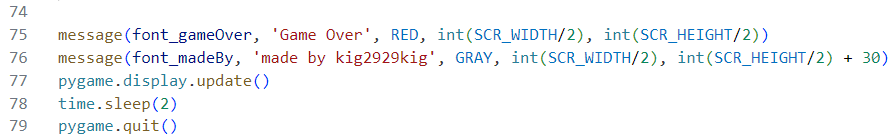 74
75 message(font_gameOver, 'Game Over', RED, int(SCR_WIDTH/2), int(SCR_HEIGHT/2))
76 message(font_madeBy, 'made by kig2929kig', GRAY, int(SCR_WIDTH/2), int(SCR_HEIGHT/2) + 30)
77 pygame.display.update()
78 time.sleep(2)
79 pygame.quit()